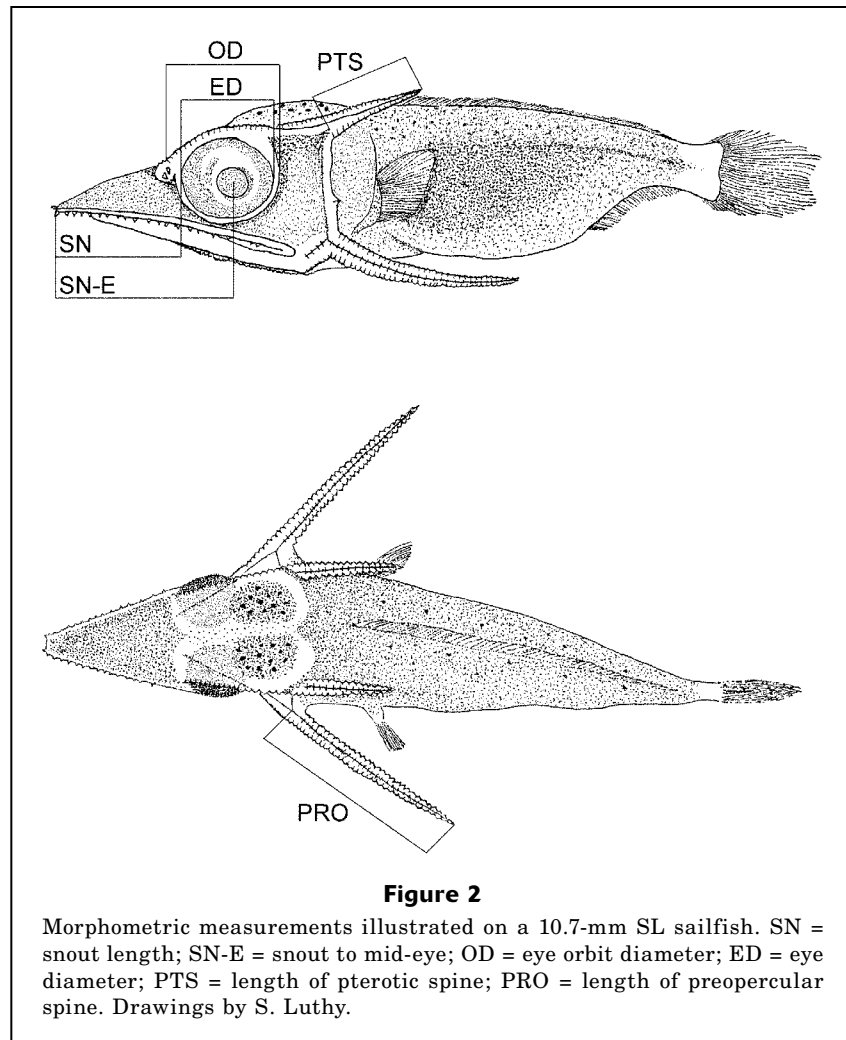 OD
PTS
ED
SN
SN-E
PRO
Figure 2
Morphometric measurements illustrated on a 10.7-mm SL sailfish. SN =
snout length; SN-E = snout to mid-eye; OD = eye orbit diameter; ED = eye
diameter; PTS = length of pterotic spine; PRO = length of preopercular
spine. Drawings by S. Luthy.